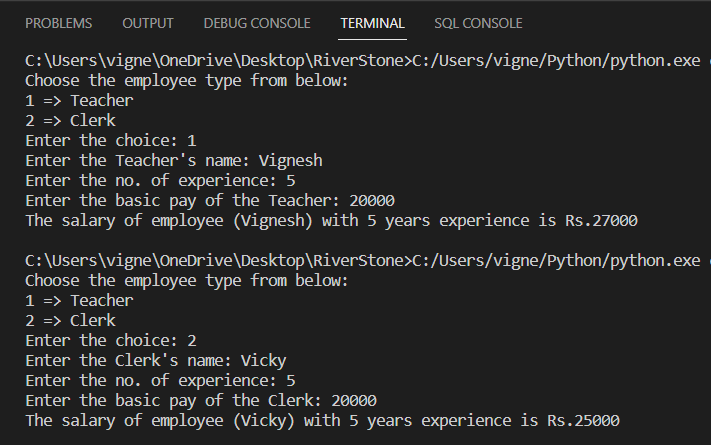 PROBLEMS OUTPUT DEBUG CONSOLE TERMINAL SQL CONSOLE
C:\Users\vigne\OneDrive\Desktop\RiverStone>C:/Users/vigne/Python/python.exe
Choose the employee type from below:
1 => Teacher
2 => Clerk
Enter the choice: 1
Enter the Teacher's name: Vignesh
Enter the no. of experience: 5
Enter the basic pay of the Teacher: 20000
The salary of employee (Vignesh) with 5 years experience is Rs.27000
C:\Users\vigne\OneDrive\Desktop\RiverStone>C:/Users/vigne/Python/python.exe
Choose the employee type from below:
1 => Teacher
2 => Clerk
Enter the choice: 2
Enter the Clerk's name: Vicky
Enter the no. of experience: 5
Enter the basic pay of the Clerk: 20000
The salary of employee (Vicky) with 5 years experience is Rs.25000